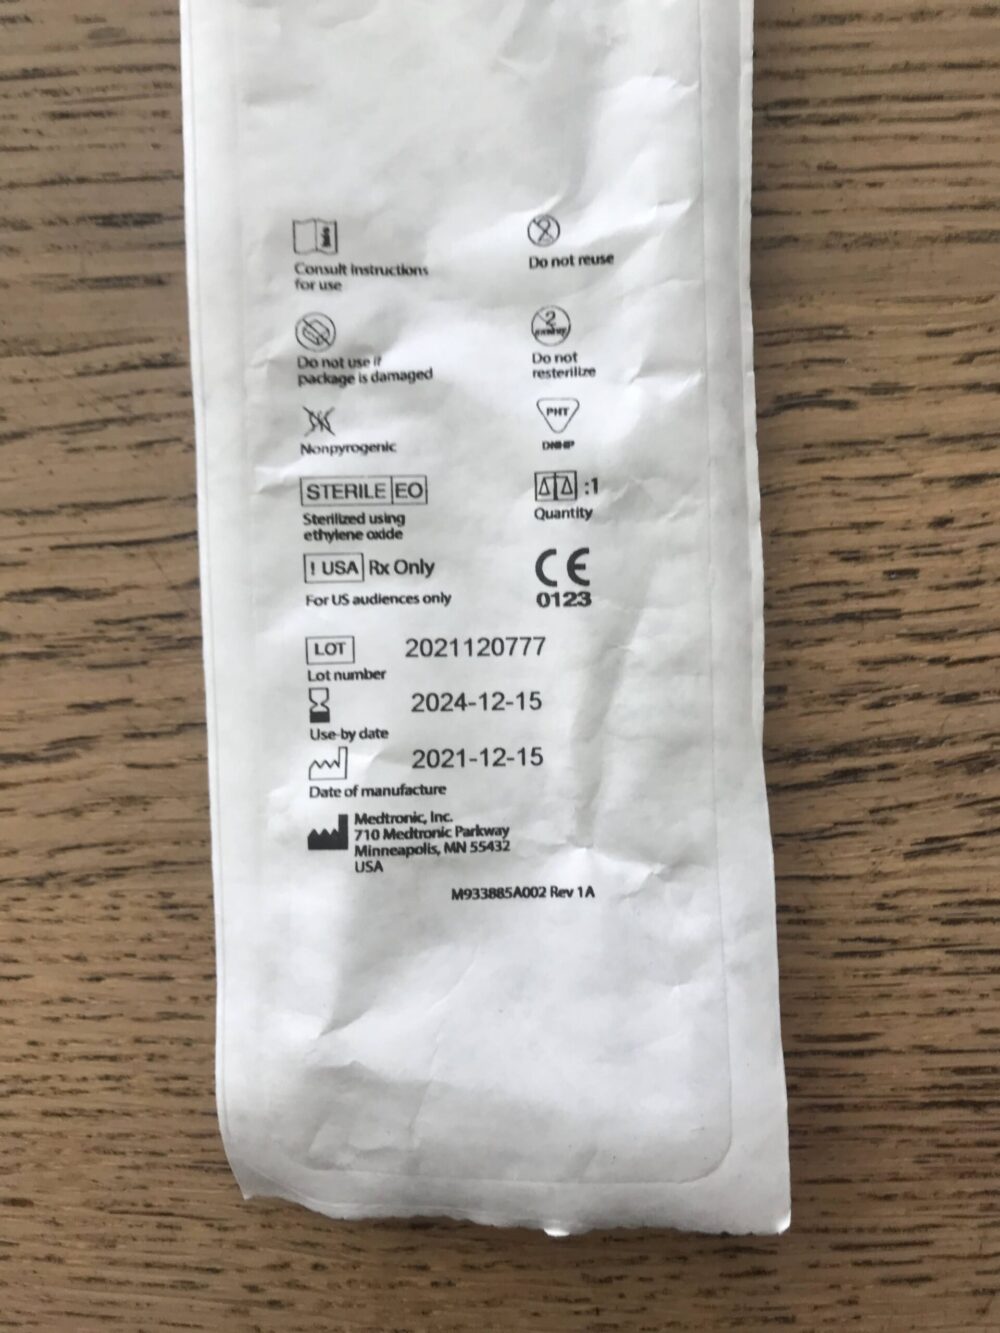 Consult instructions
for use
Do not reuse
2
Do not use if
package is damaged
Do not
resterilize
Nonpyrogenic
PHT
STERILE EO
Sterilized using
ethylene oxide
:1
Quantity
! USA Rx Only
For US audiences only
CE
0123
LOT 2021120777
Lot number
2024-12-15
Use-by date
2021-12-15
Date of manufacture
Medtronic, Inc.
710 Medtronic Parkway
Minneapolis, MN 55432
USA
M933885A002 Rev 1A